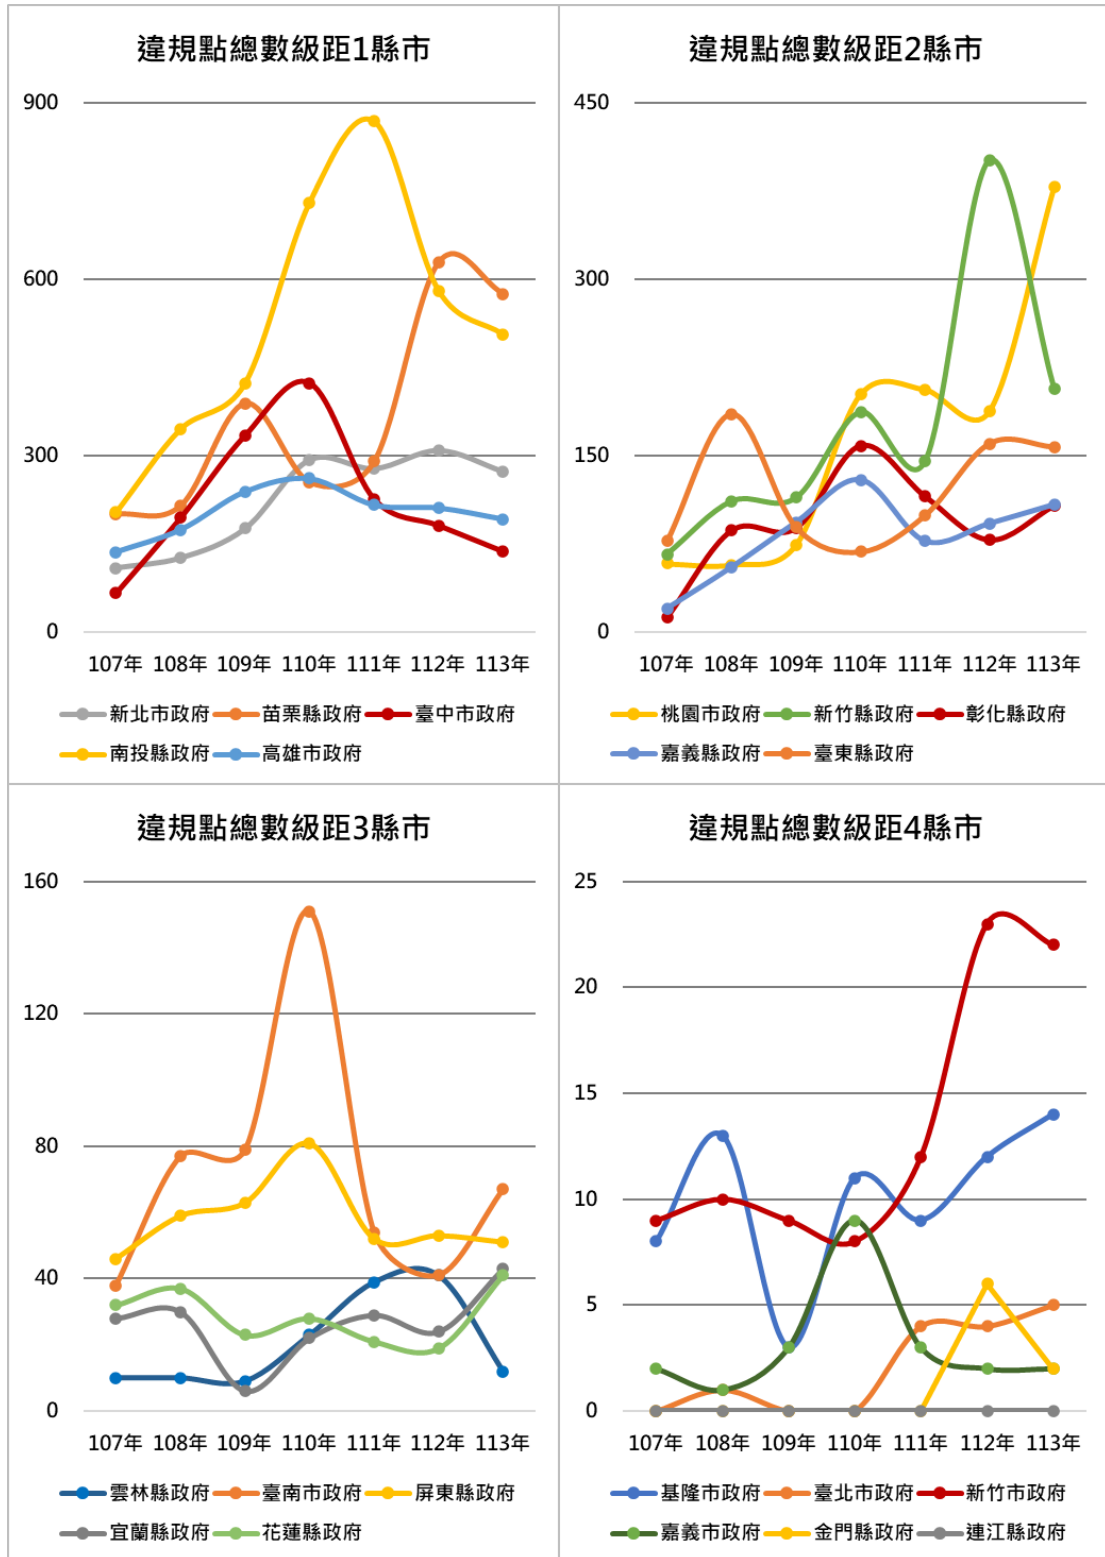 違規點總數級距1縣市
900
600
300
0
107年 108年 109年 110年 111年 112年 113年
新北市政府 苗栗縣政府 臺中市政府
南投縣政府 高雄市政府
違規點總數級距2縣市
450
300
150
0
107年 108年 109年 110年 111年 112年 113年
桃園市政府 新竹縣政府 彰化縣政府
嘉義縣政府 臺東縣政府
違規點總數級距3縣市
160
120
80
40
0
107年 108年 109年 110年 111年 112年 113年
雲林縣政府 臺南市政府 屏東縣政府
宜蘭縣政府 花蓮縣政府
違規點總數級距4縣市
25
20
15
10
5
0
107年 108年 109年 110年 111年 112年 113年
基隆市政府 臺北市政府 新竹市政府
嘉義市政府 金門縣政府 連江縣政府